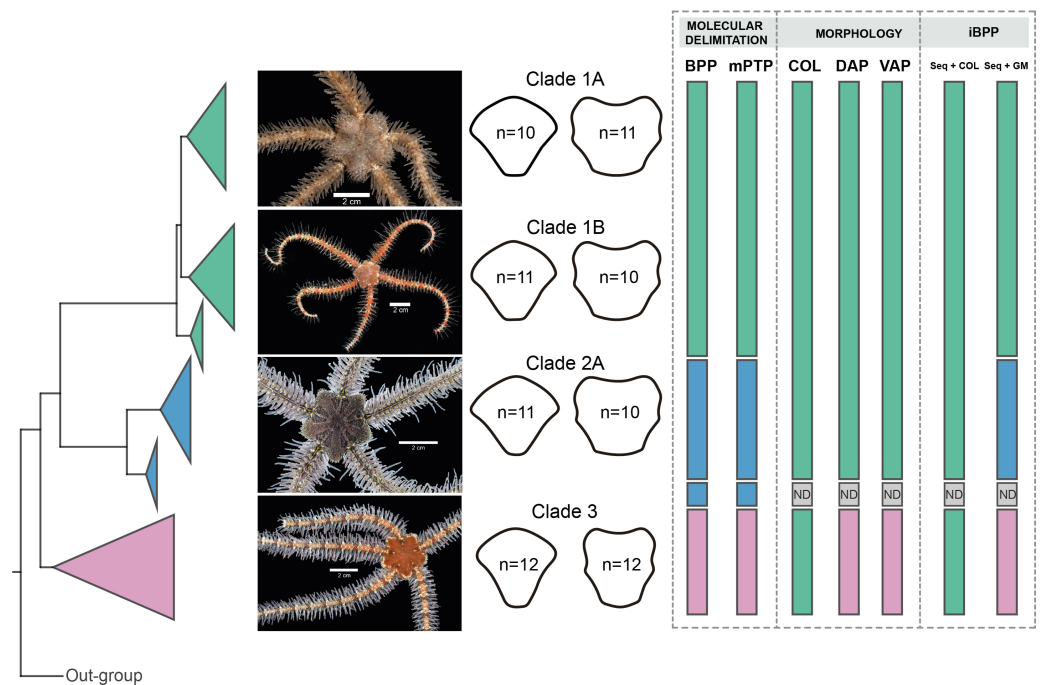 MOLECULAR
DELIMITATION
MORPHOLOGY
iBPP
BPP mPTP COL DAP VAP Seq + COL Seq + GM
Clade 1A
n=10 n=11
2 cm
Clade 1B
n=11 n=10
2 cm
Clade 2A
n=11 n=10
2 cm
ND ND ND ND ND
Clade 3
n=12 n=12
2 cm
Out-group